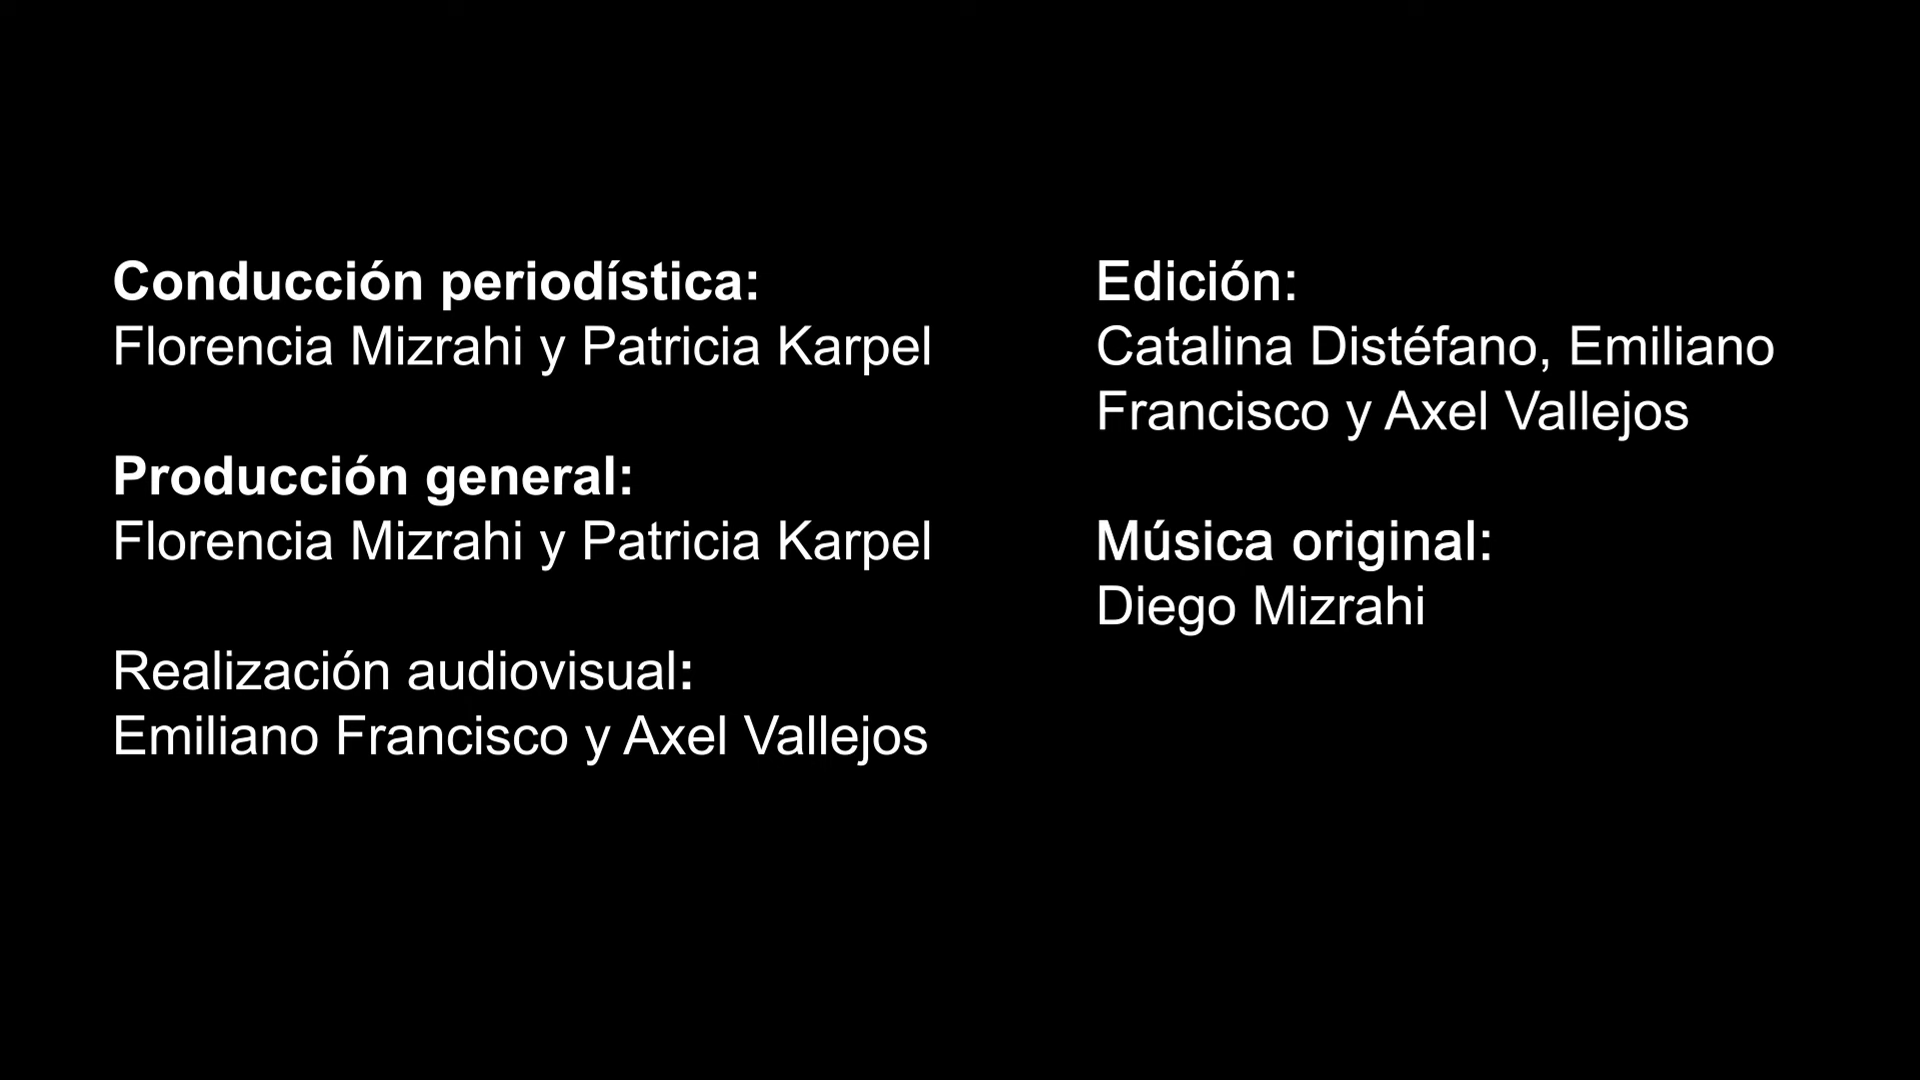 Conducción periodística:
Florencia Mizrahi y Patricia Karpel
Producción general:
Florencia Mizrahi y Patricia Karpel
Realización audiovisual:
Emiliano Francisco y Axel Vallejos
Edición:
Catalina Distéfano, Emiliano
Francisco y Axel Vallejos
Música original:
Diego Mizrahi